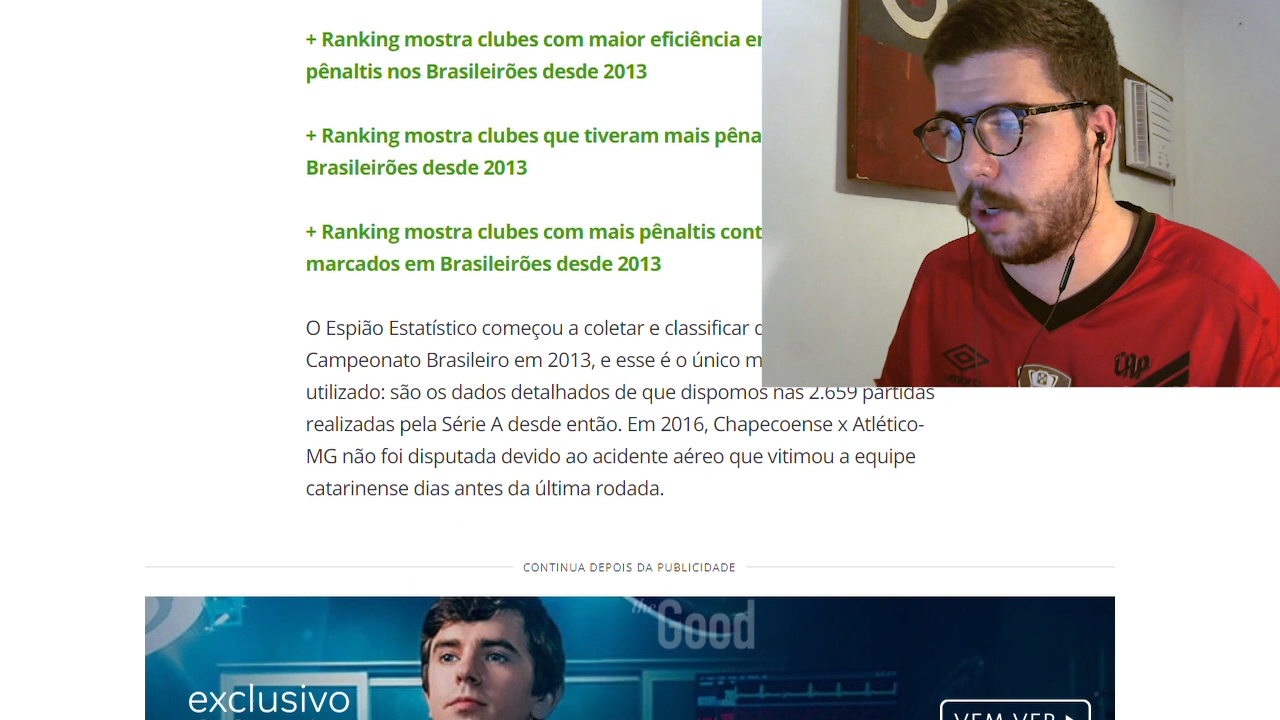 + Ranking mostra clubes com maior eficiência em
pênaltis nos Brasileirões desde 2013
+ Ranking mostra clubes que tiveram mais
Brasileirões desde 2013
+ Ranking mostra clubes com mais pênaltis
marcados em Brasileirões desde 2013
O Espião Estatístico começou a coletar e classificar
Campeonato Brasileiro em 2013, e esse é o único
utilizado: são os dados detalhados de que dispomos nas 2.659 partidas
realizadas pela Série A desde então. Em 2016, Chapecoense x Atlético-
MG não foi disputada devido ao acidente aéreo que vitimou a equipe
catarinense dias antes da última rodada.
CONTINUA DEPOIS DA PUBLICIDADE
the
Good
exclusivo
VEM VER
CAP